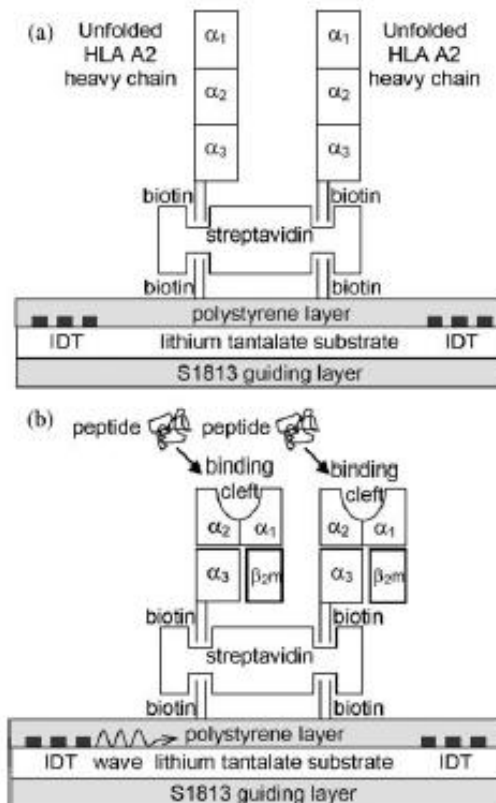 (a) Unfolded HLA A2 heavy chain
α1 α1
Unfolded HLA A2 heavy chain
α2 α2
α3 α3
biotin biotin
streptavidin
biotin biotin
polystyrene layer
IDT lithium tantalate substrate IDT
S1813 guiding layer
(b)
peptide peptide
binding cleft binding cleft
α2 α1 α2 α1
α3 β2m α3 β2m
biotin biotin
streptavidin
biotin biotin
polystyrene layer
IDT wave lithium tantalate substrate IDT
S1813 guiding layer